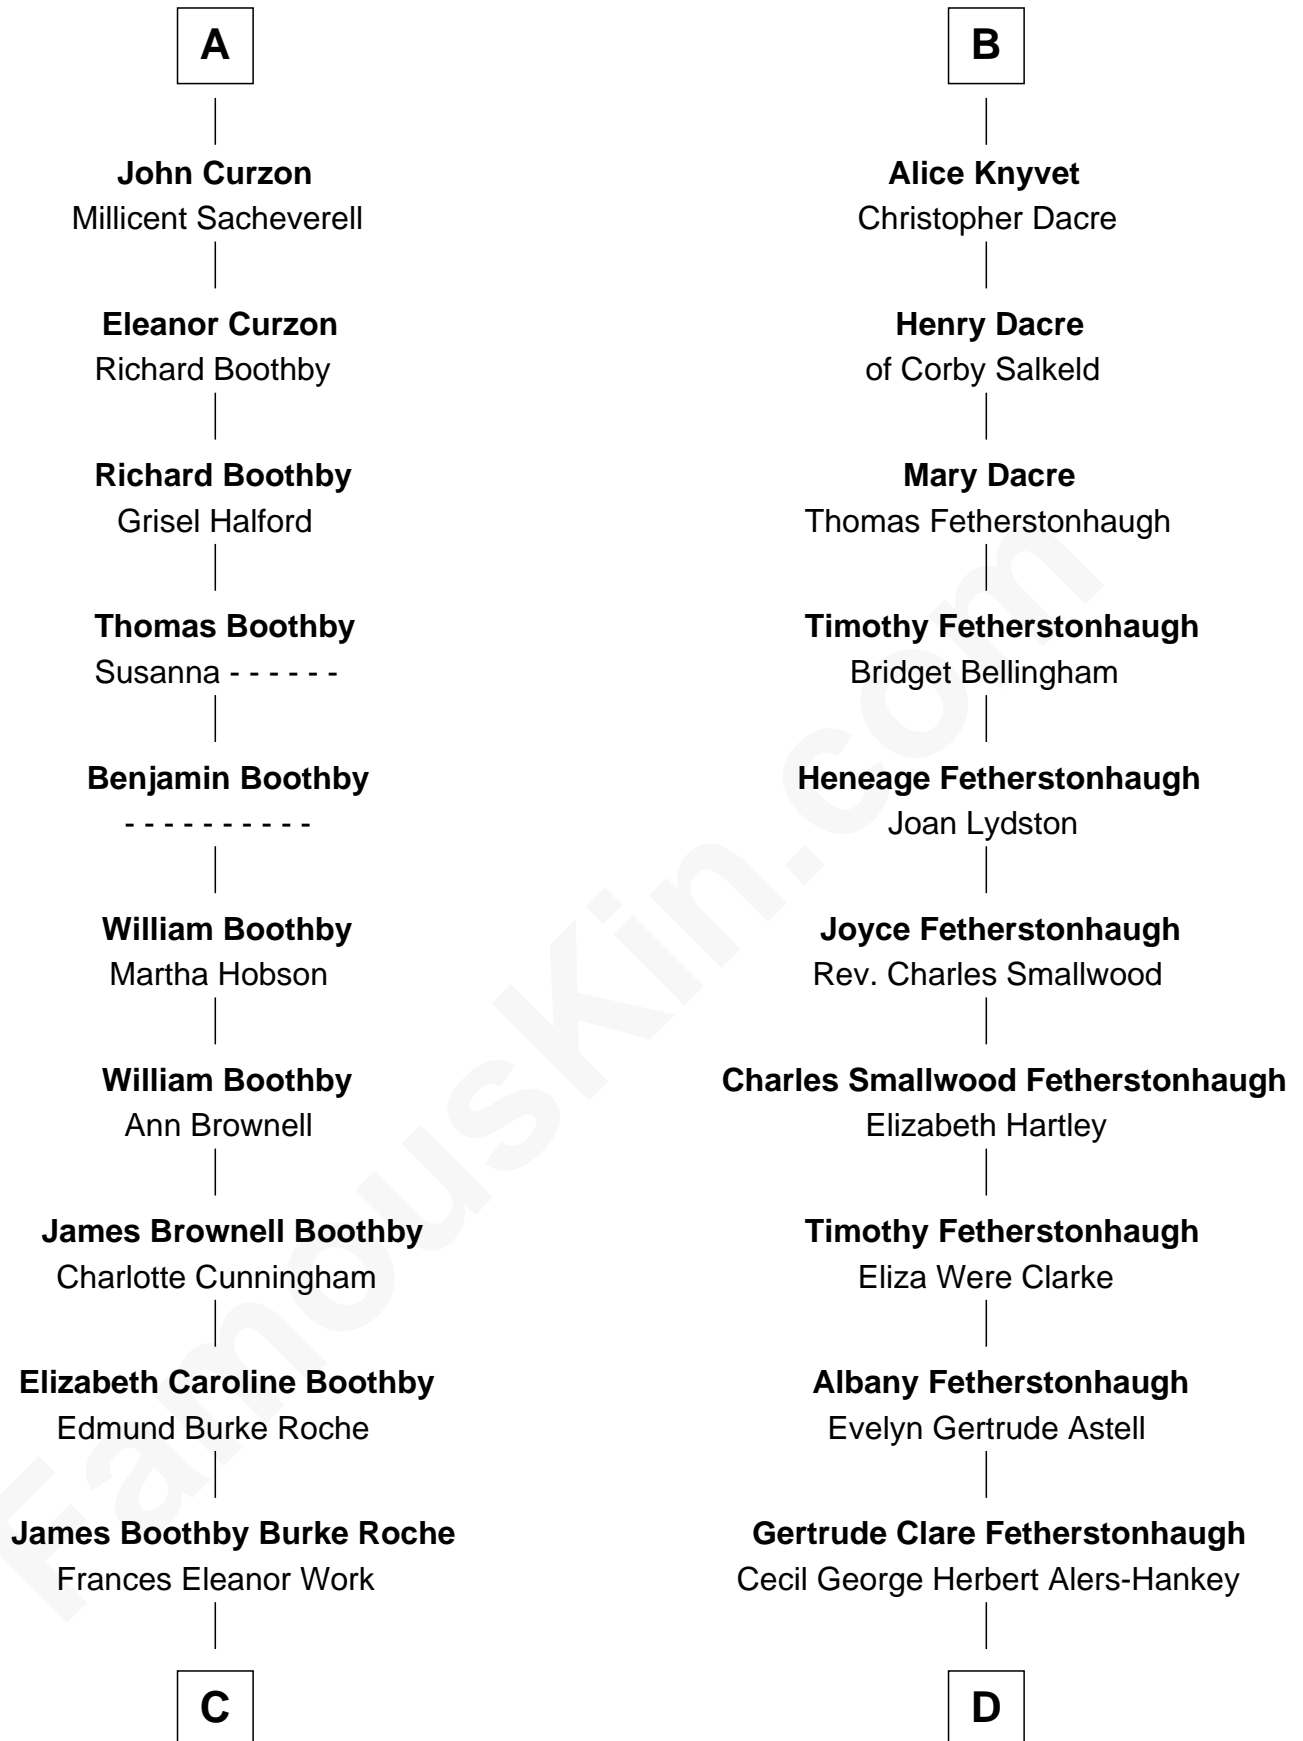 A
John Curzon
Millicent Sacheverell
Eleanor Curzon
Richard Boothby
Richard Boothby
Grisel Halford
Thomas Boothby
Susanna - - - - - -
Benjamin Boothby
- - - - - - - - - -
William Boothby
Martha Hobson
William Boothby
Ann Brownell
James Brownell Boothby
Charlotte Cunningham
Elizabeth Caroline Boothby
Edmund Burke Roche
James Boothby Burke Roche
Frances Eleanor Work
C
B
Alice Knyvet
Christopher Dacre
Henry Dacre
of Corby Salkeld
Mary Dacre
Thomas Fetherstonhaugh
Timothy Fetherstonhaugh
Bridget Bellingham
Heneage Fetherstonhaugh
Joan Lydston
Joyce Fetherstonhaugh
Rev. Charles Smallwood
Charles Smallwood Fetherstonhaugh
Elizabeth Hartley
Timothy Fetherstonhaugh
Eliza Were Clarke
Albany Fetherstonhaugh
Evelyn Gertrude Astell
Gertrude Clare Fetherstonhaugh
Cecil George Herbert Alers-Hankey
D
FamousKin.com